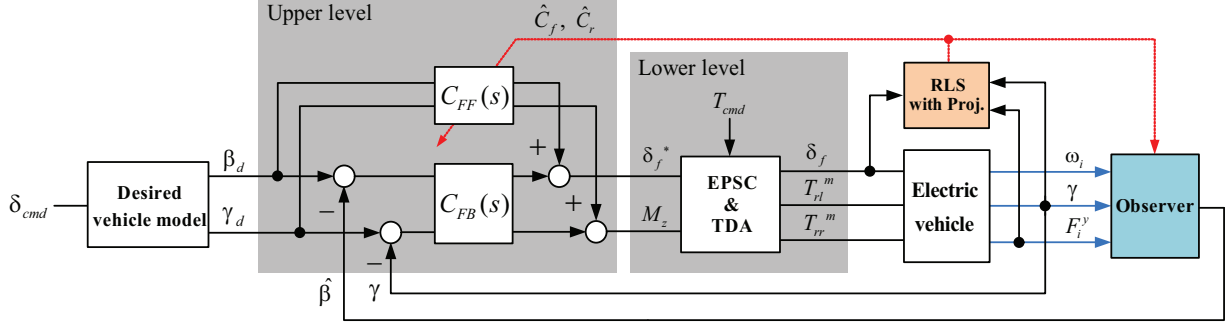 Upper level
Ĉ_f, Ĉ_r
C_FF(s)
Lower level
T_cmd
RLS
with Proj.
δ_cmd
Desired
vehicle model
β_d
γ_d
−
−
C_FB(s)
+
+
δ_f*
M_z
EPSC
&
TDA
δ_f
T_rl^m
T_rr^m
Electric
vehicle
ω_i
γ
F_i^y
Observer
β̂
γ